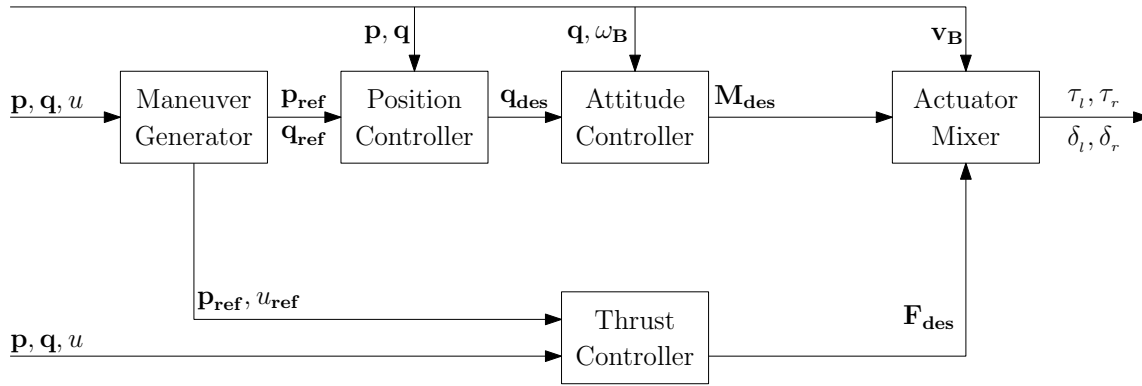 p, q
q, ω_B
v_B
p, q, u
Maneuver
Generator
p_ref
q_ref
Position
Controller
q_des
Attitude
Controller
M_des
Actuator
Mixer
τ_l, τ_r
δ_l, δ_r
p_ref, u_ref
p, q, u
Thrust
Controller
F_des